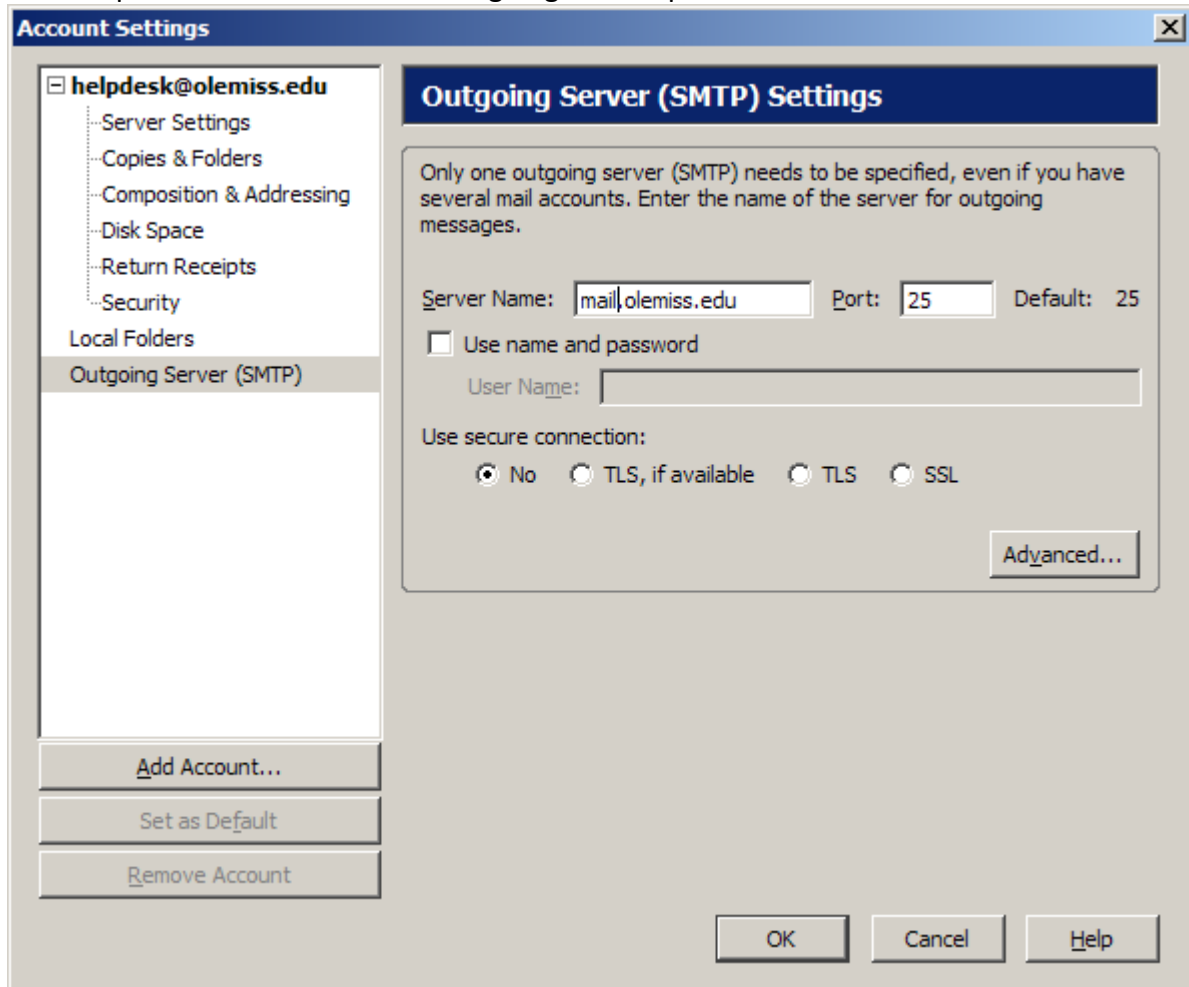 Account Settings
helpdesk@olemiss.edu
Server Settings
Copies & Folders
Composition & Addressing
Disk Space
Return Receipts
Security
Local Folders
Outgoing Server (SMTP)
Add Account...
Set as Default
Remove Account
Outgoing Server (SMTP) Settings
Only one outgoing server (SMTP) needs to be specified, even if you have
several mail accounts. Enter the name of the server for outgoing
messages.
Server Name: mail.olemiss.edu Port: 25 Default: 25
Use name and password
User Name:
Use secure connection:
No TLS, if available TLS SSL
Advanced...
OK Cancel Help